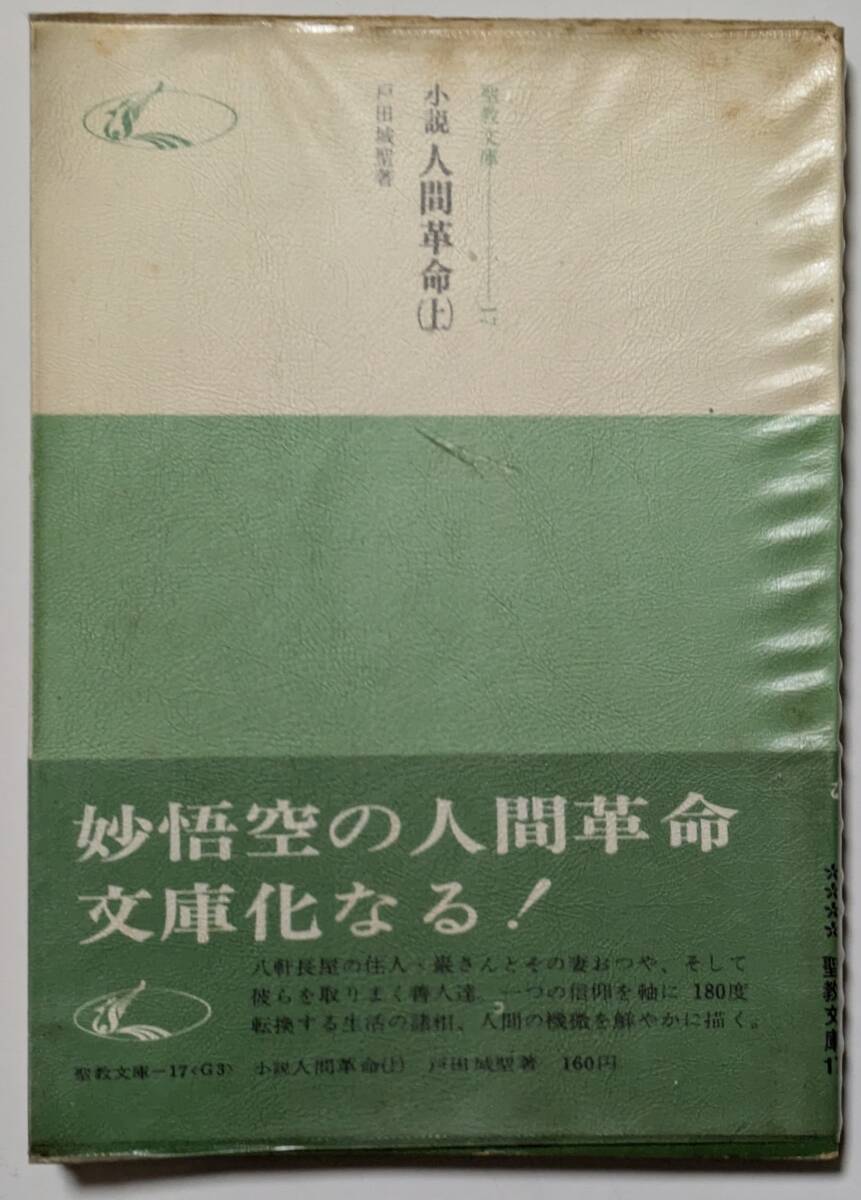 聖教文庫
17
小説 人間革命(上)
戸田城聖著
妙悟空の人間革命
文庫化なる!
八軒長屋の住人、巌さんとその妻おつや、そして
彼らを取りまく善人達。一つの信仰を軸に180度
転換する生活の諸相、人間の機微を鮮やかに描く。
聖教文庫-17〈G3〉 小説人間革命(上) 戸田城聖著 160円
**** 聖教文庫17